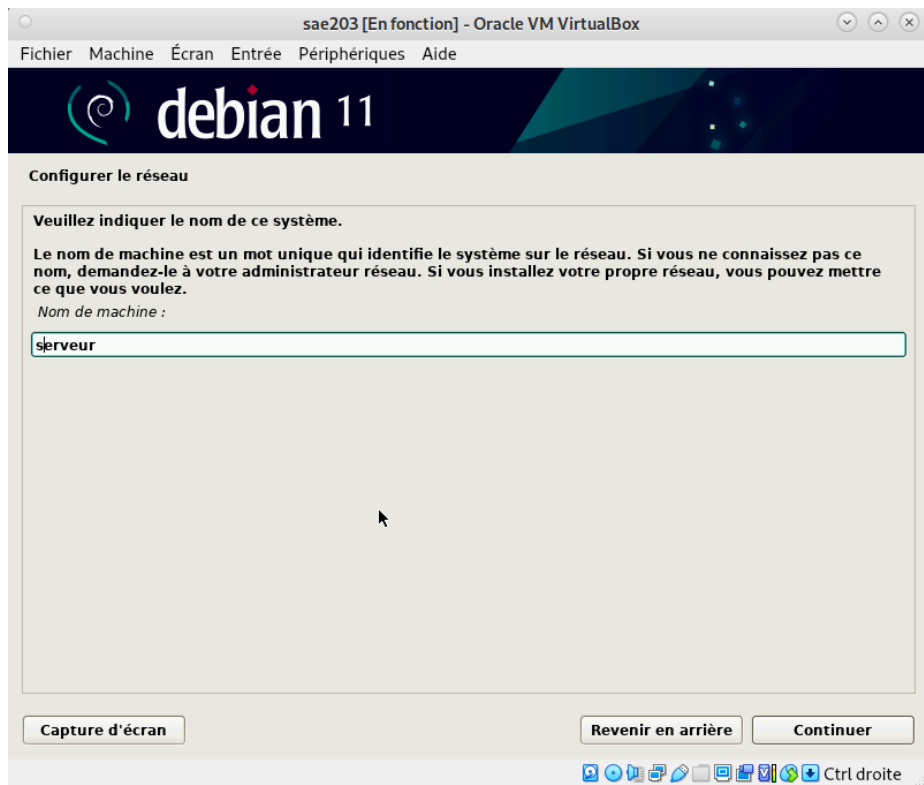 sae203 [En fonction] - Oracle VM VirtualBox
Fichier Machine Écran Entrée Périphériques Aide
debian 11
Configurer le réseau
Veuillez indiquer le nom de ce système.
Le nom de machine est un mot unique qui identifie le système sur le réseau. Si vous ne connaissez pas ce
nom, demandez-le à votre administrateur réseau. Si vous installez votre propre réseau, vous pouvez mettre
ce que vous voulez.
Nom de machine :
serveur
Capture d'écran Revenir en arrière Continuer
Ctrl droite